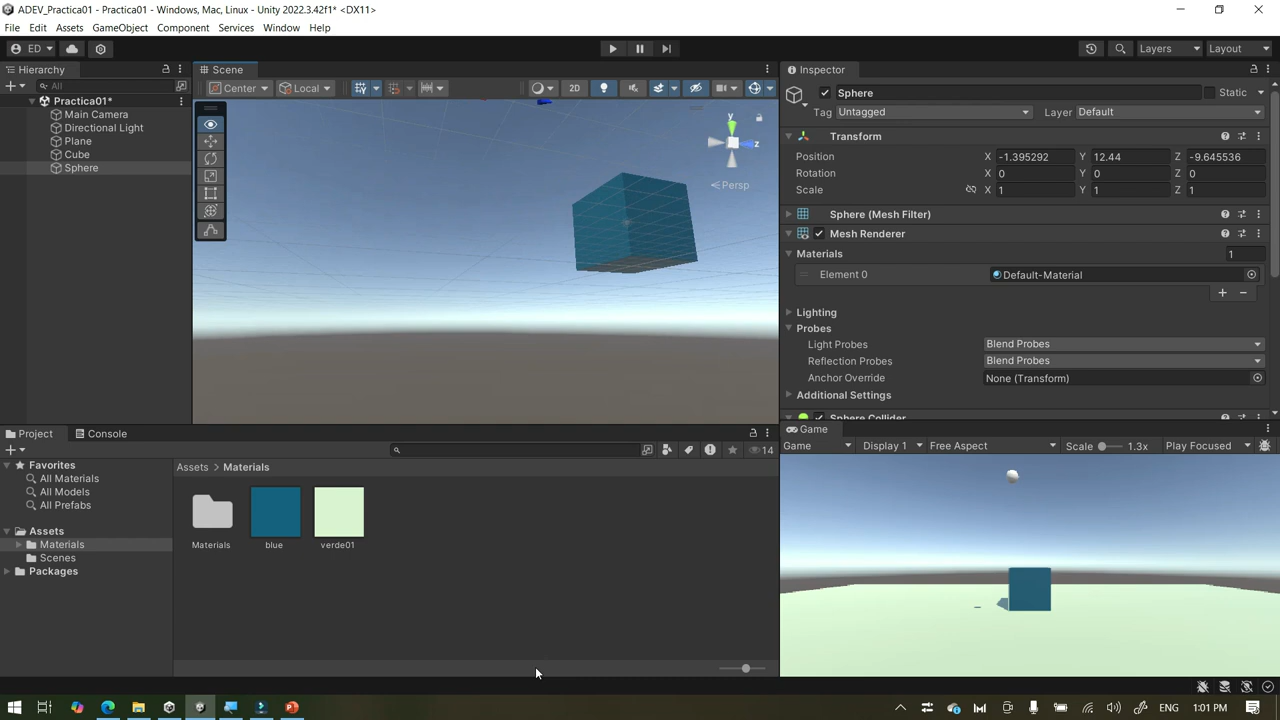 ADEV_Practica01 - Practica01 - Windows, Mac, Linux - Unity 2022.3.42f1* <DX11>
File Edit Assets GameObject Component Services Window Help
ED Layers Layout
Hierarchy
All
Practica01*
Main Camera
Directional Light
Plane
Cube
Sphere
Scene
Center Local 2D
y
z
Persp
Inspector
Sphere Static
Tag Untagged Layer Default
Transform
Position X -1.395292 Y 12.44 Z -9.645536
Rotation X 0 Y 0 Z 0
Scale X 1 Y 1 Z 1
Sphere (Mesh Filter)
Mesh Renderer
Materials 1
Element 0 Default-Material
Lighting
Probes
Light Probes Blend Probes
Reflection Probes Blend Probes
Anchor Override None (Transform)
Additional Settings
Sphere Collider
Project Console
14
Favorites
All Materials
All Models
All Prefabs
Assets
Materials
Scenes
Packages
Assets > Materials
Materials blue verde01
Game
Game Display 1 Free Aspect Scale 1.3x Play Focused
ENG 1:01 PM